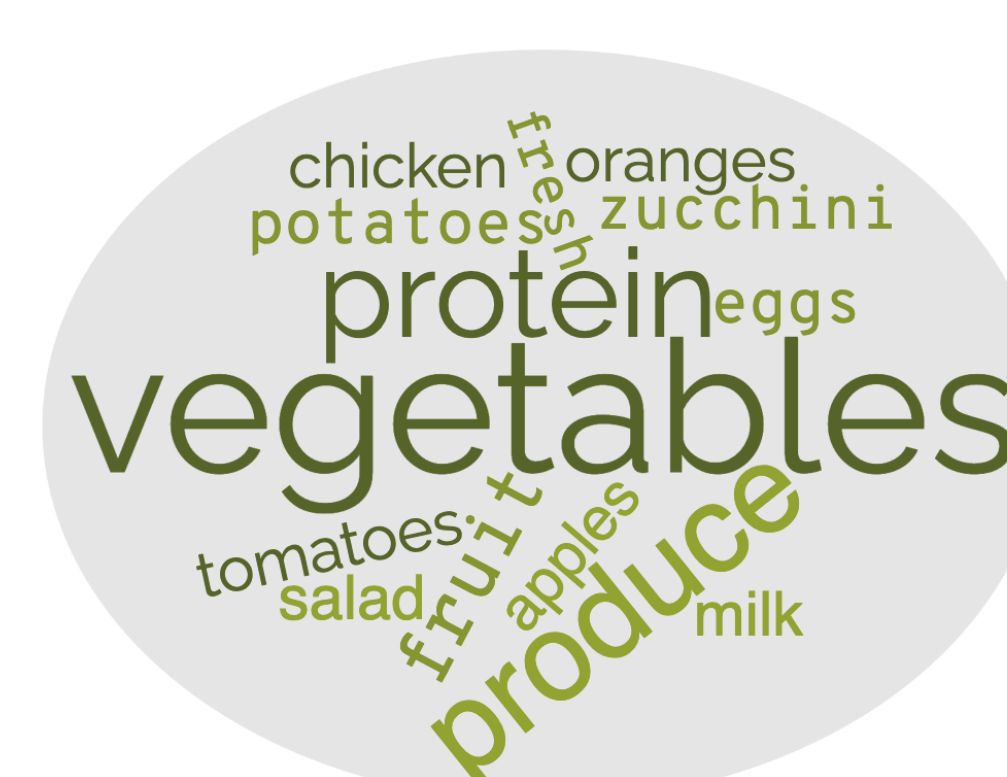 fresh
chicken
oranges
potatoes
zucchini
protein
eggs
vegetables
tomatoes
fruit
apples
produce
salad
milk